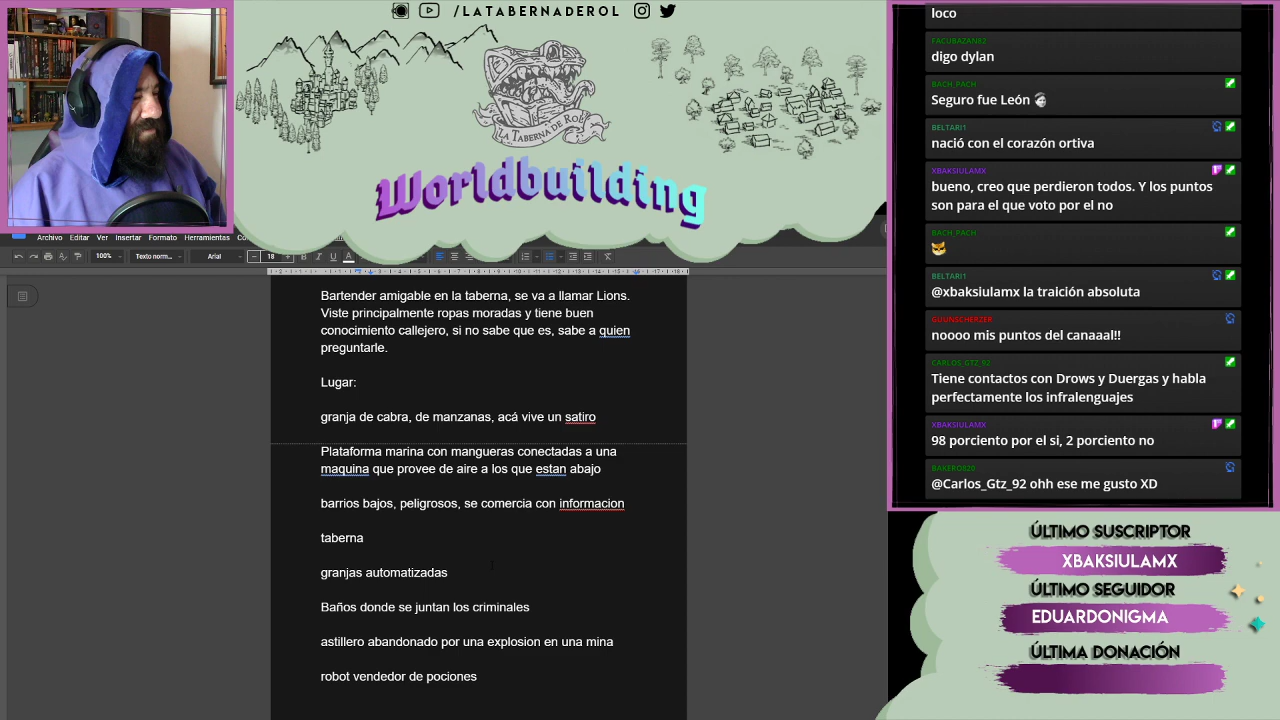 /LATABERNADEROL
LA TABERNA DE ROL
Worldbuilding
Archivo Editar Ver Insertar Formato Herramientas
100% Texto norm... Arial 18
Bartender amigable en la taberna, se va a llamar Lions.
Viste principalmente ropas moradas y tiene buen
conocimiento callejero, si no sabe que es, sabe a quien
preguntarle.
Lugar:
granja de cabra, de manzanas, acá vive un satiro
Plataforma marina con mangueras conectadas a una
maquina que provee de aire a los que estan abajo
barrios bajos, peligrosos, se comercia con informacion
taberna
granjas automatizadas
Baños donde se juntan los criminales
astillero abandonado por una explosion en una mina
robot vendedor de pociones
loco
FACUBAZAN82
digo dylan
BACH_PACH
Seguro fue León
BELTARI1
nació con el corazón ortiva
XBAKSIULAMX
bueno, creo que perdieron todos. Y los puntos
son para el que voto por el no
BACH_PACH
BELTARI1
@xbaksiulamx la traición absoluta
GUUNSCHERZER
noooo mis puntos del canaaal!!
CARLOS_GTZ_92
Tiene contactos con Drows y Duergas y habla
perfectamente los infralenguajes
XBAKSIULAMX
98 porciento por el si, 2 porciento no
BAKERO820
@Carlos_Gtz_92 ohh ese me gusto XD
ÚLTIMO SUSCRIPTOR
XBAKSIULAMX
ÚLTIMO SEGUIDOR
EDUARDONIGMA
ÚLTIMA DONACIÓN